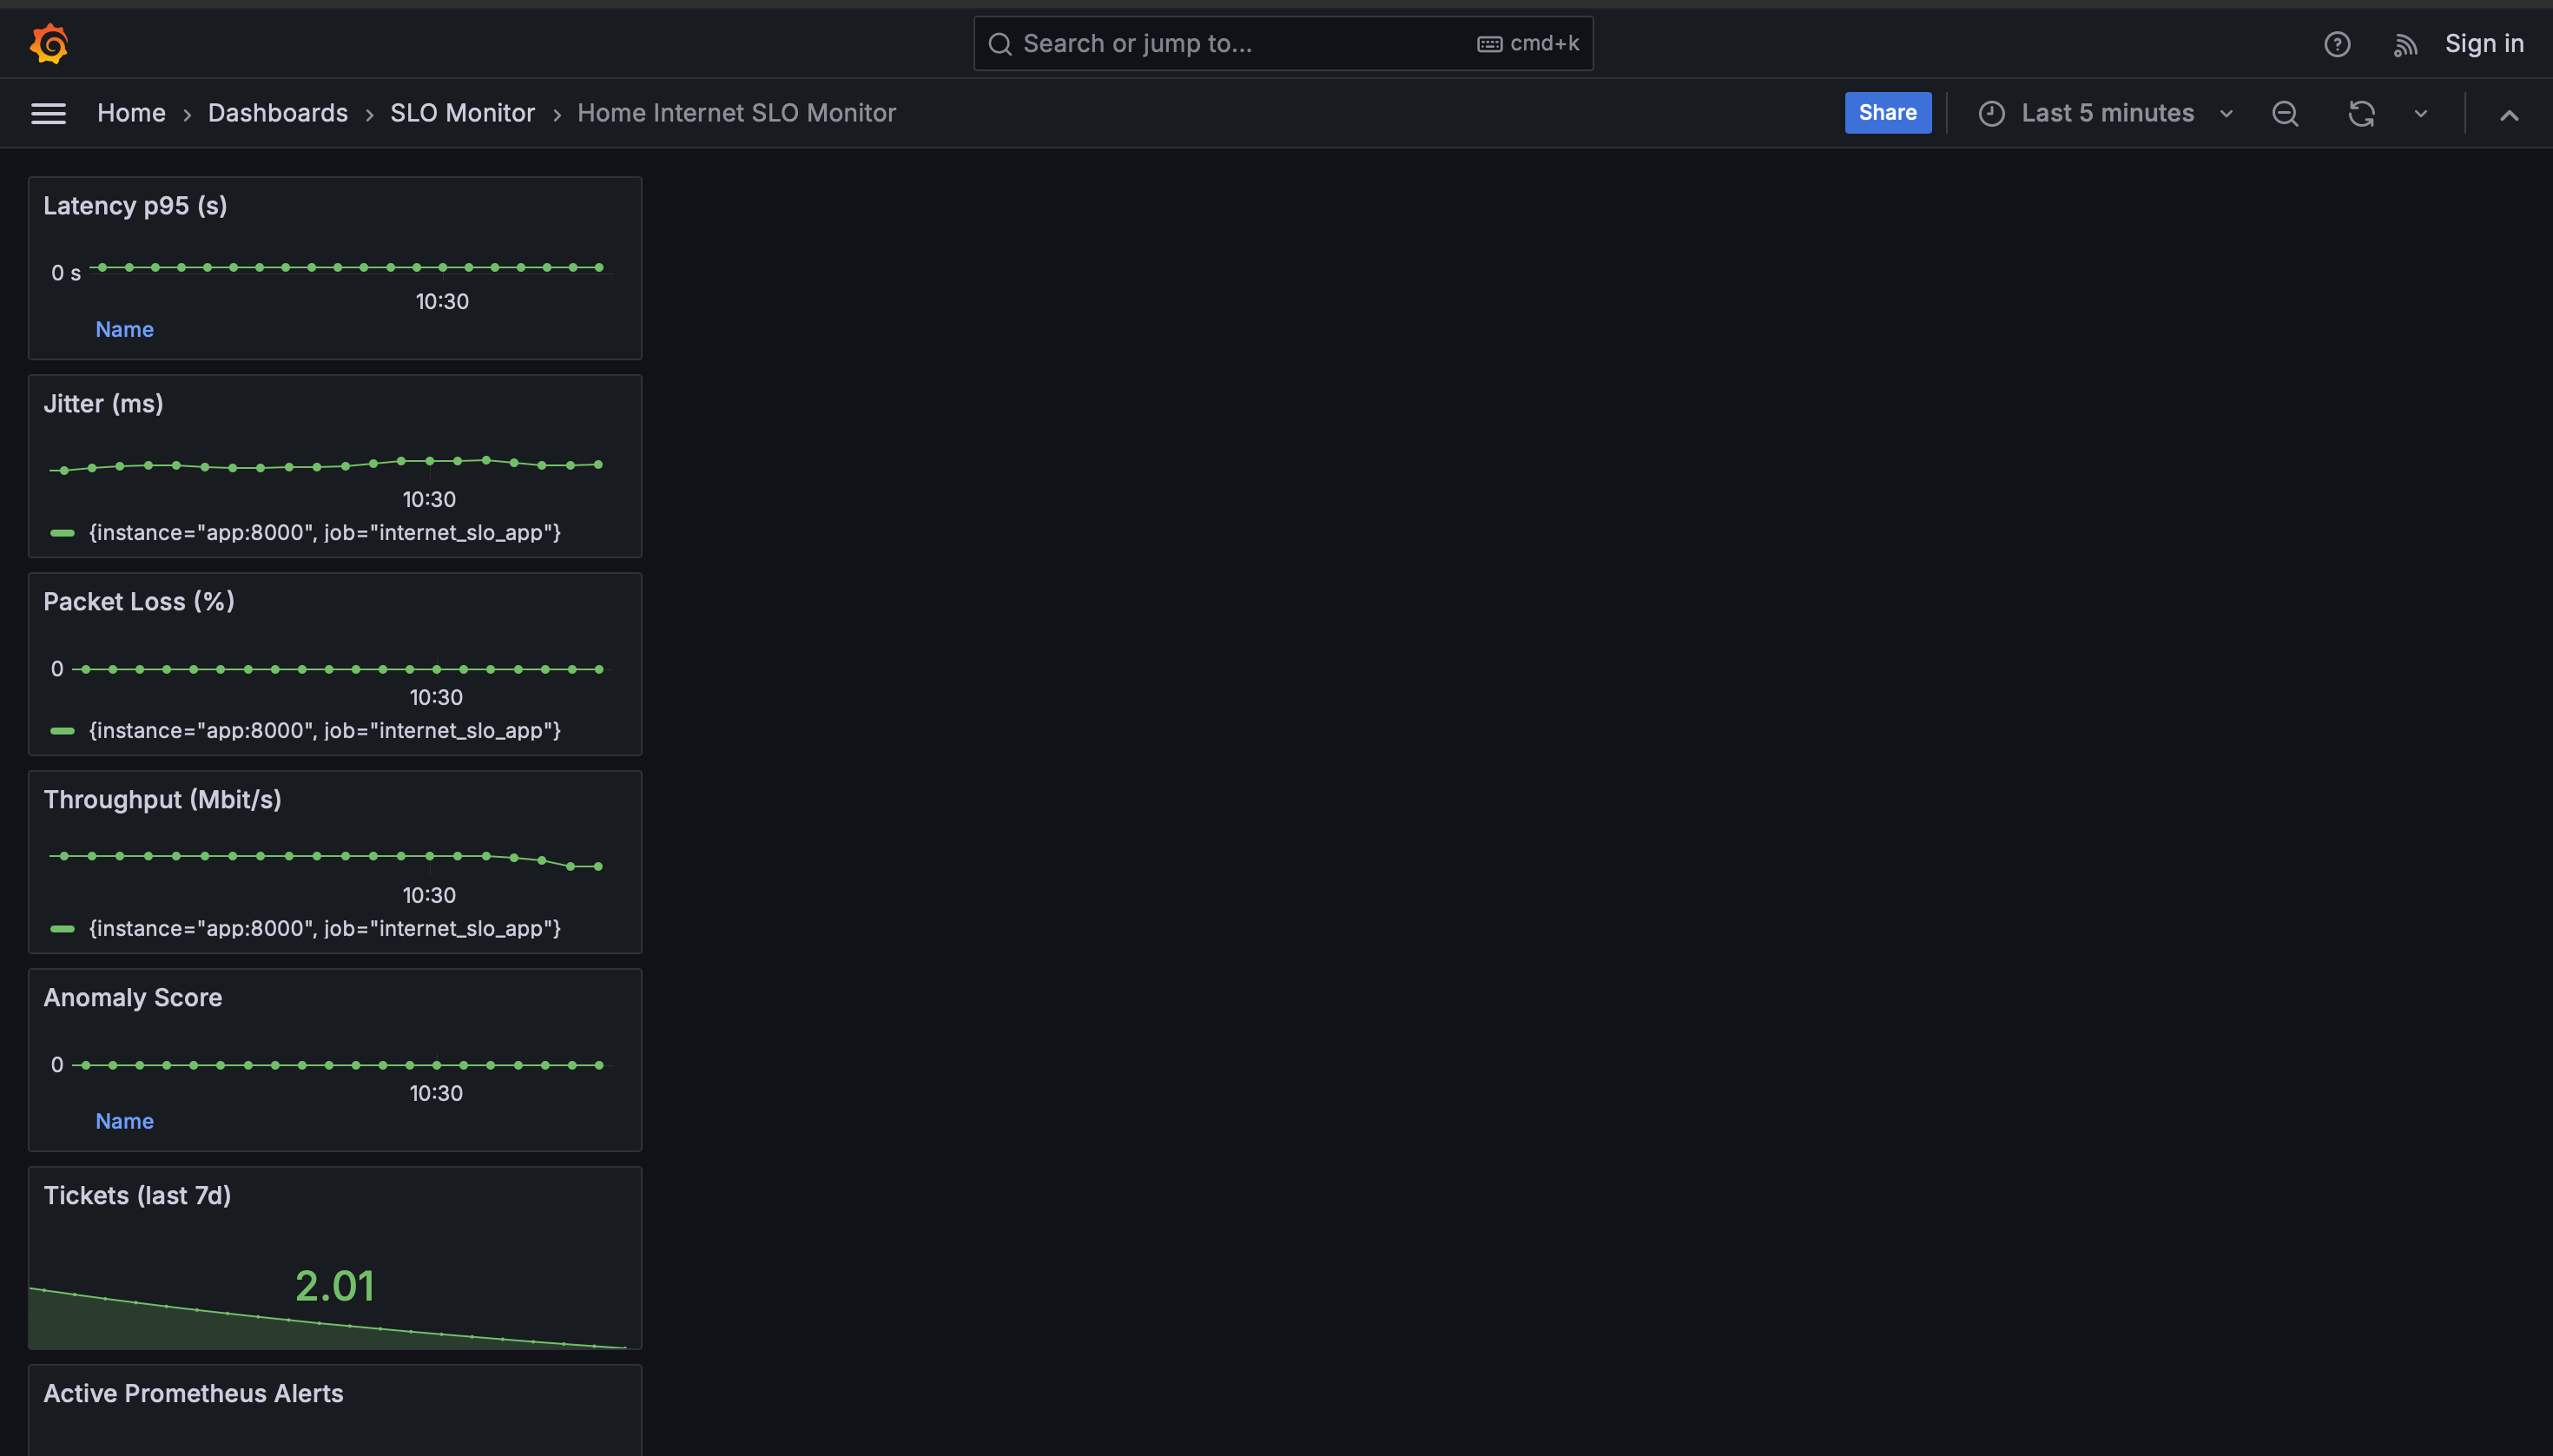 Search or jump to...
cmd+k
Sign in
Home
Dashboards
SLO Monitor
Home Internet SLO Monitor
Share
Last 5 minutes
Latency p95 (s)
0 s
10:30
Name
Jitter (ms)
10:30
{instance="app:8000", job="internet_slo_app"}
Packet Loss (%)
0
10:30
{instance="app:8000", job="internet_slo_app"}
Throughput (Mbit/s)
10:30
{instance="app:8000", job="internet_slo_app"}
Anomaly Score
0
10:30
Name
Tickets (last 7d)
2.01
Active Prometheus Alerts